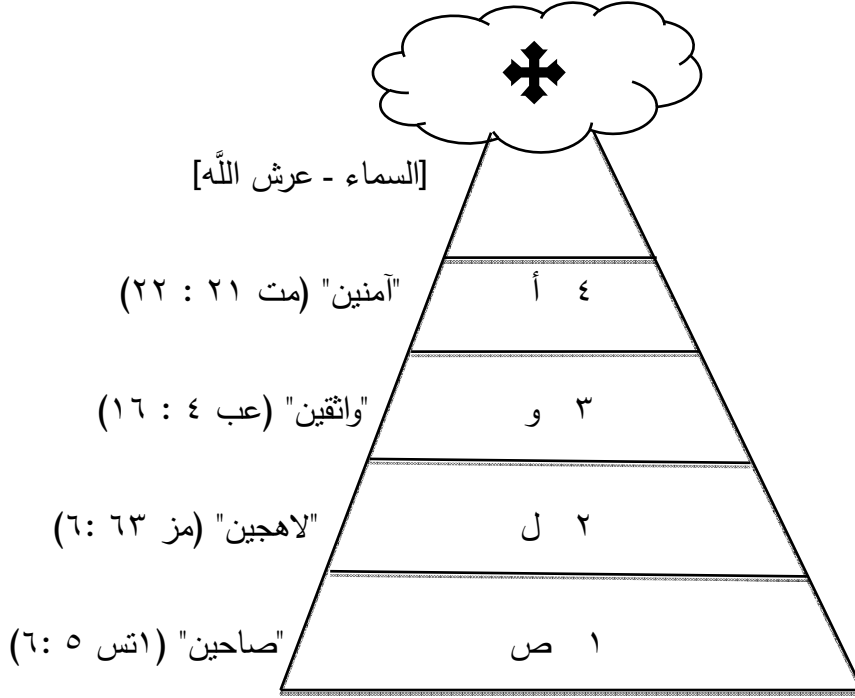 [السماء - عرش اللَّه]
٤ أ "آمنين" (مت ٢١ : ٢٢)
٣ و "واثقين" (عب ٤ : ١٦)
٢ ل "لاهجين" (مز ٦٣ :٦)
١ ص "صاحين" (١تس ٥ :٦)